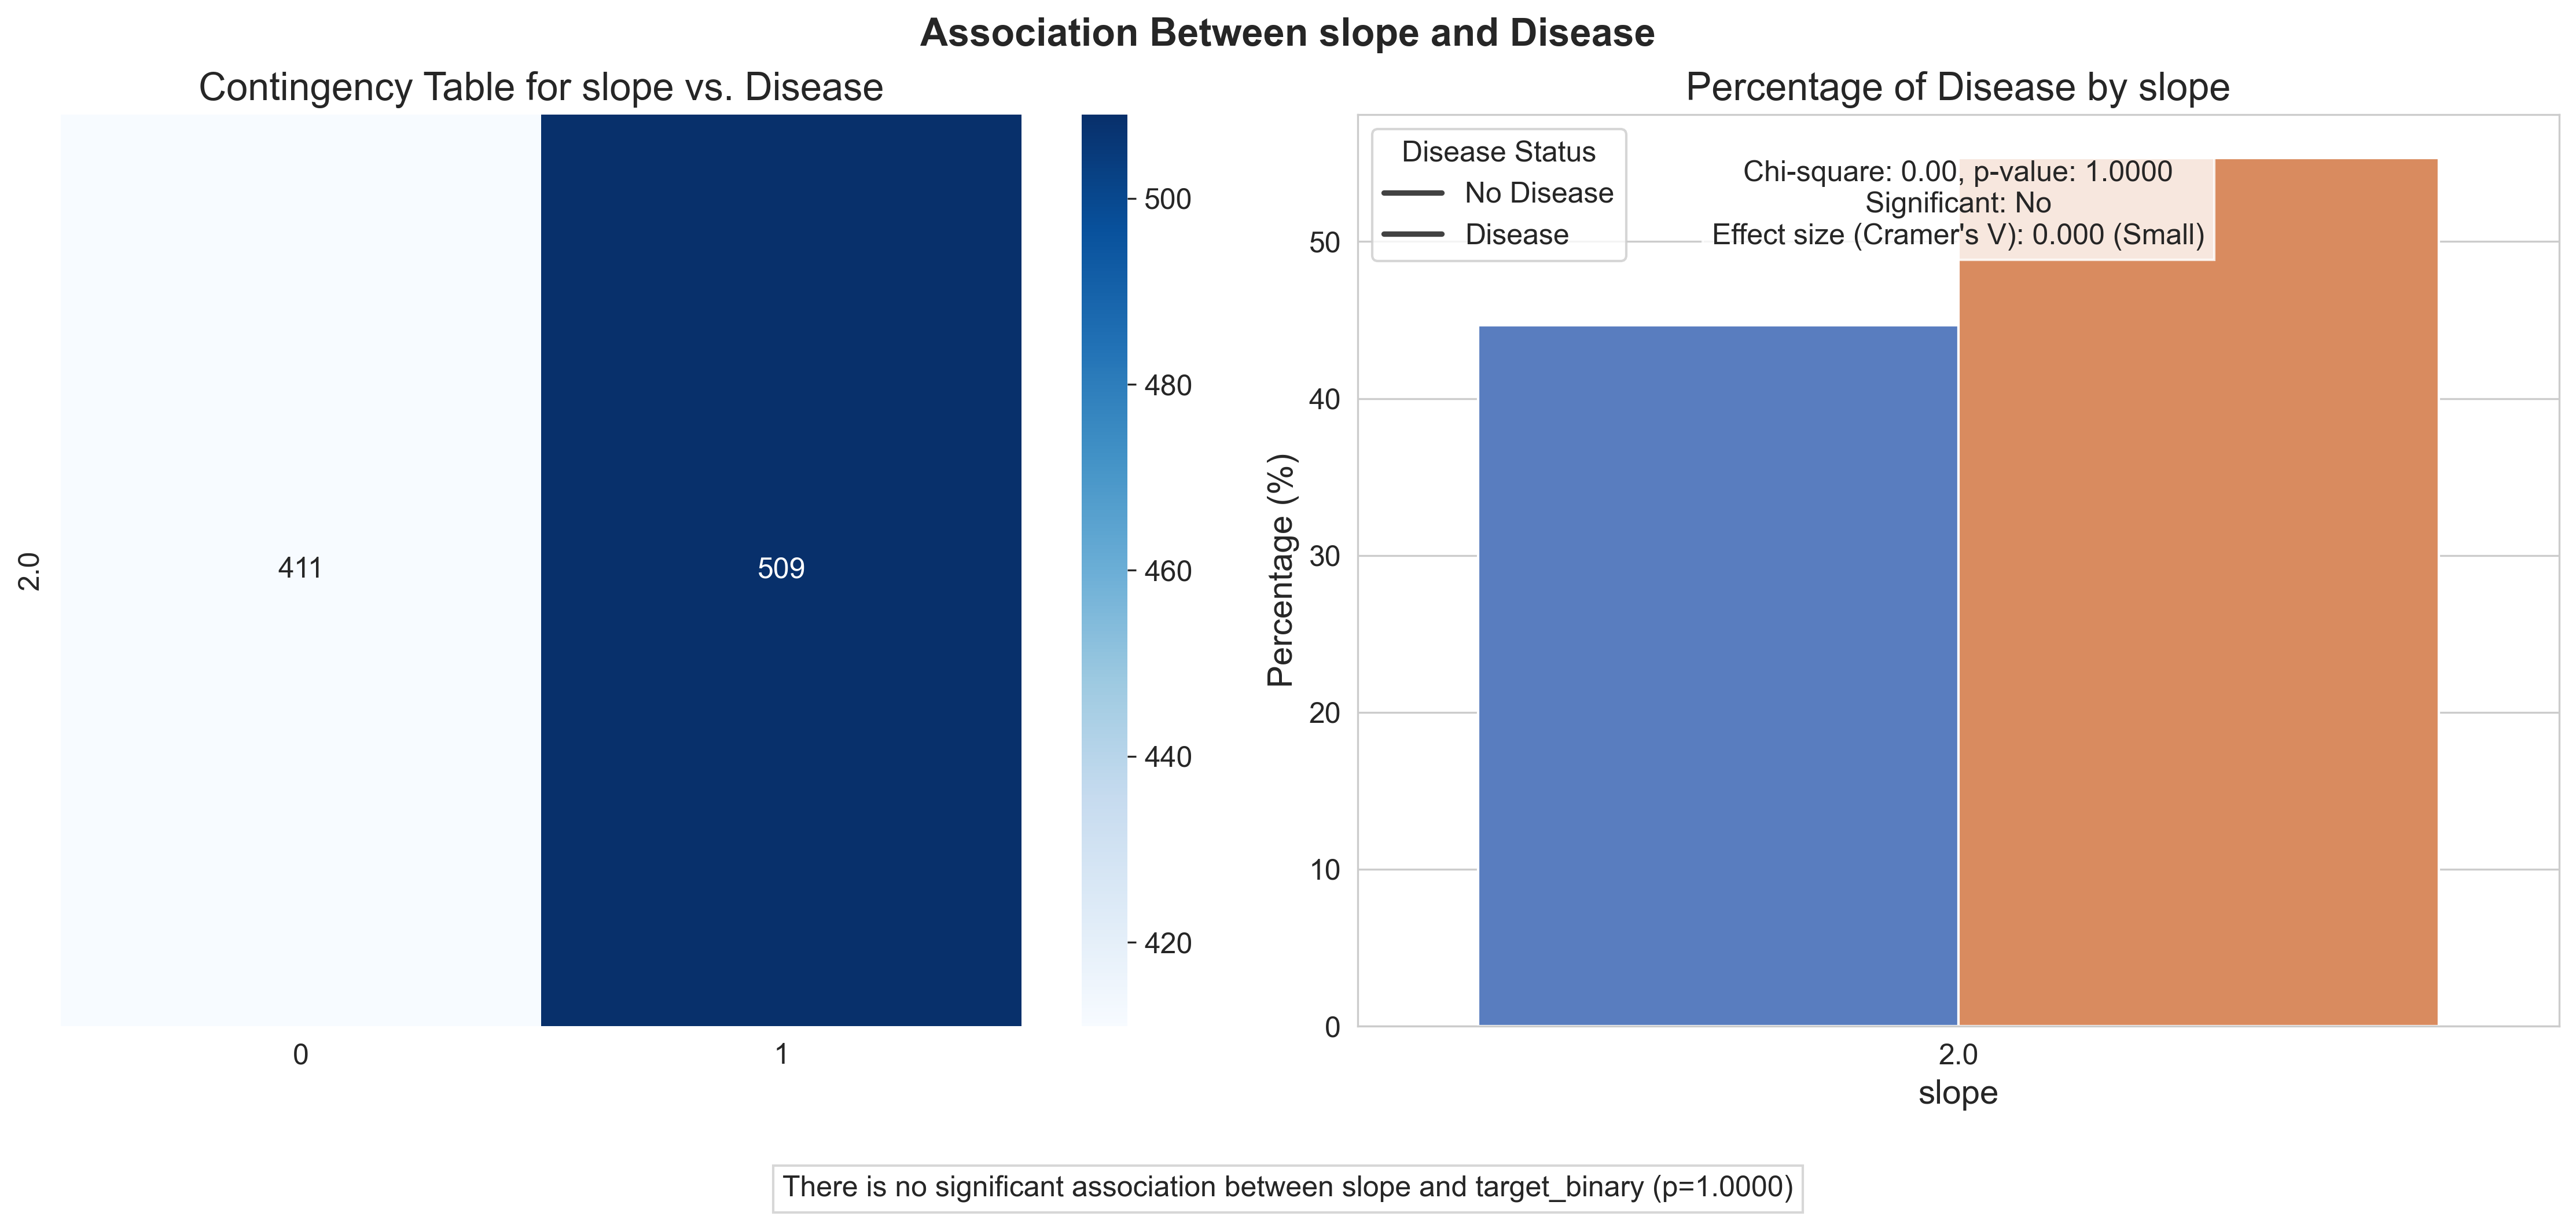 Association Between slope and Disease
Contingency Table for slope vs. Disease
2.0
411
509
0
1
500
480
460
440
420
Percentage of Disease by slope
Disease Status
No Disease
Disease
Chi-square: 0.00, p-value: 1.0000
Significant: No
Effect size (Cramer's V): 0.000 (Small)
Percentage (%)
50
40
30
20
10
0
2.0
slope
There is no significant association between slope and target_binary (p=1.0000)